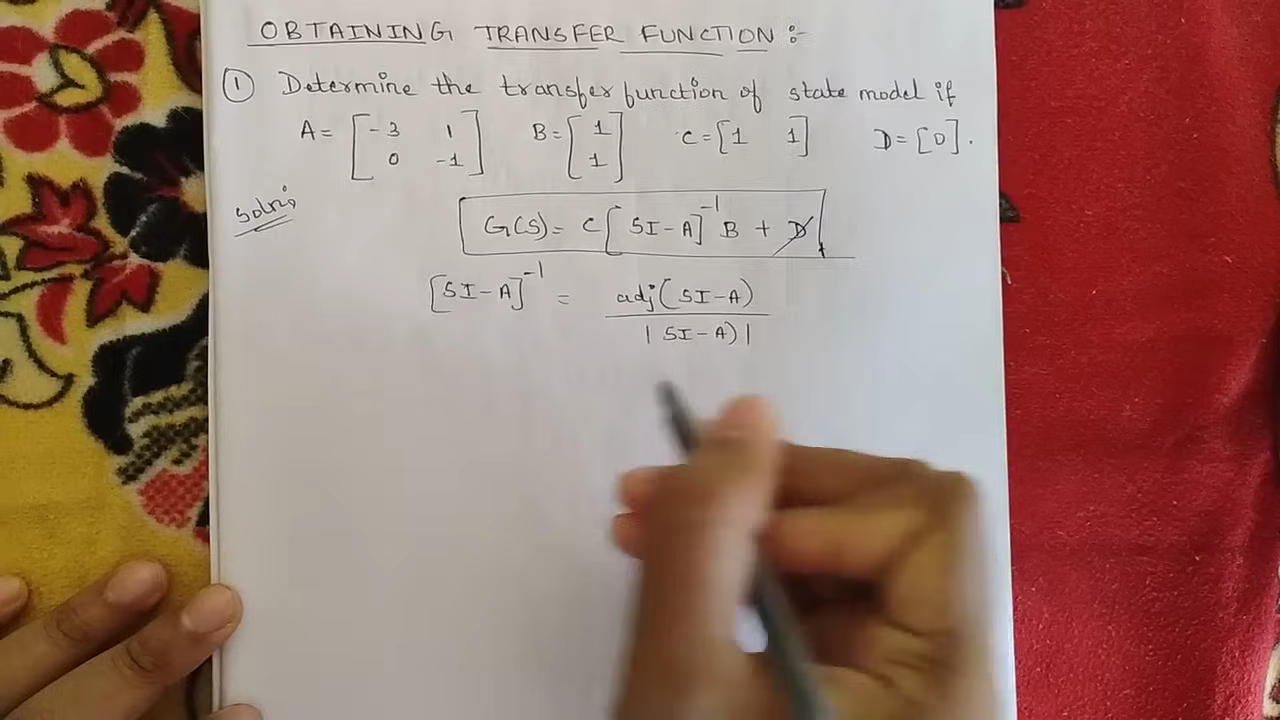 OBTAINING TRANSFER FUNCTION :-
① Determine the transfer function of state model if
A = [-3 1 B = [1 C = [1 1] D = [0].
0 -1] 1]
Soln:
G(S) = C [SI-A]⁻¹ B + D
[SI-A]⁻¹ = adj(SI-A)
|SI-A)|